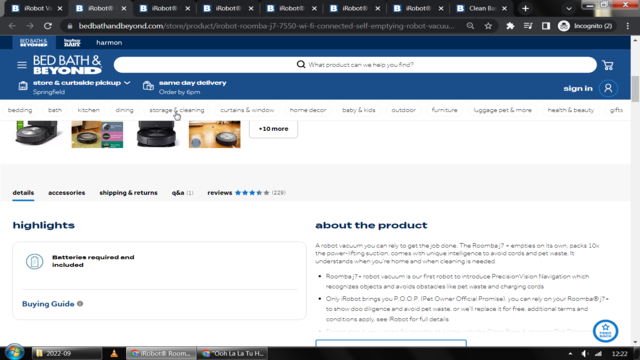 iRobot V
iRobot®
iRobot®
iRobot®
iRobot®
iRobot®
iRobot®
Clean Ba
bedbathandbeyond.com/store/product/irobot-roomba-j7-7550-wi-fi-connected-self-emptying-robot-vacuu...
Incognito (2)
BED BATH & BEYOND
buybuy BABY
harmon
BED BATH & BEYOND
What product can we help you find?
store & curbside pickup
Springfield
same day delivery
Order by 6pm
sign in
bedding
bath
kitchen
dining
storage & cleaning
curtains & window
home decor
baby & kids
outdoor
furniture
luggage pet & more
health & beauty
gifts
+10 more
details
accessories
shipping & returns
q&a (1)
reviews
(228)
highlights
Batteries required and
included
Buying Guide
about the product
A robot vacuum you can rely to get the job done. The Roomba j7 + empties on its own, packs 10x
the power-lifting suction, comes with unique intelligence to avoid cords and pet waste. It
understands when you're home and when cleaning is needed.
Roomba j7+ robot vacuum is our first robot to introduce PrecisionVision Navigation which
recognizes objects and avoids obstacles like pet waste and charging cords
Only iRobot brings you P.O.O.P. (Pet Owner Official Promise), you can rely on your Roomba® j7+
to show doo diligence and avoid pet waste, or we'll replace it for free, additional terms and
conditions apply, see iRobot for full details
FREE
2022-09
iRobot® Room...
"Ooh La La Tu H...
12:22